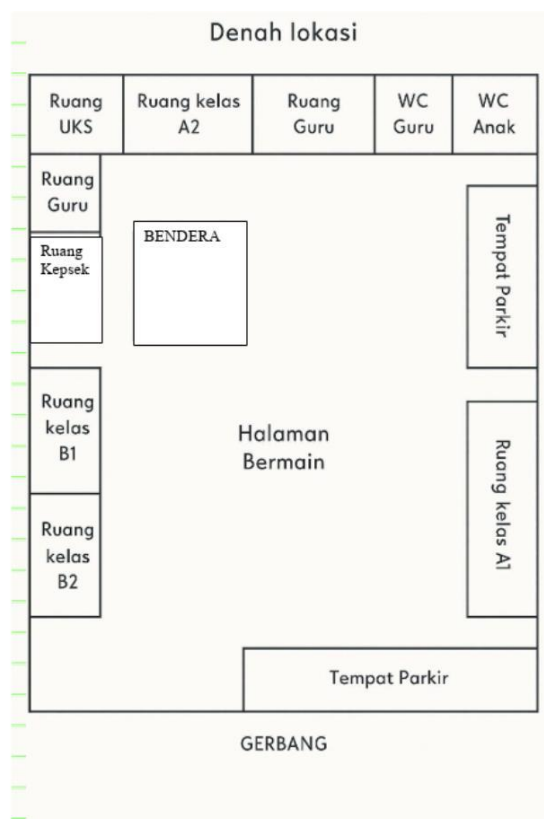 Denah lokasi
Ruang
UKS
Ruang kelas
A2
Ruang
Guru
WC
Guru
WC
Anak
Ruang
Guru
Ruang
Kepsek
BENDERA
Tempat Parkir
Ruang
kelas
B1
Halaman
Bermain
Ruang kelas A1
Ruang
kelas
B2
Tempat Parkir
GERBANG